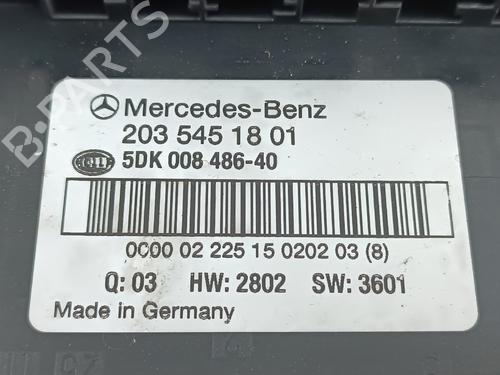 Mercedes-Benz
203 545 18 01
HELLA
5DK 008 486-40
0000 02 225 15 0202 03 (8)
Q: 03 HW: 2802 SW: 3601
Made in Germany
B-PARTS